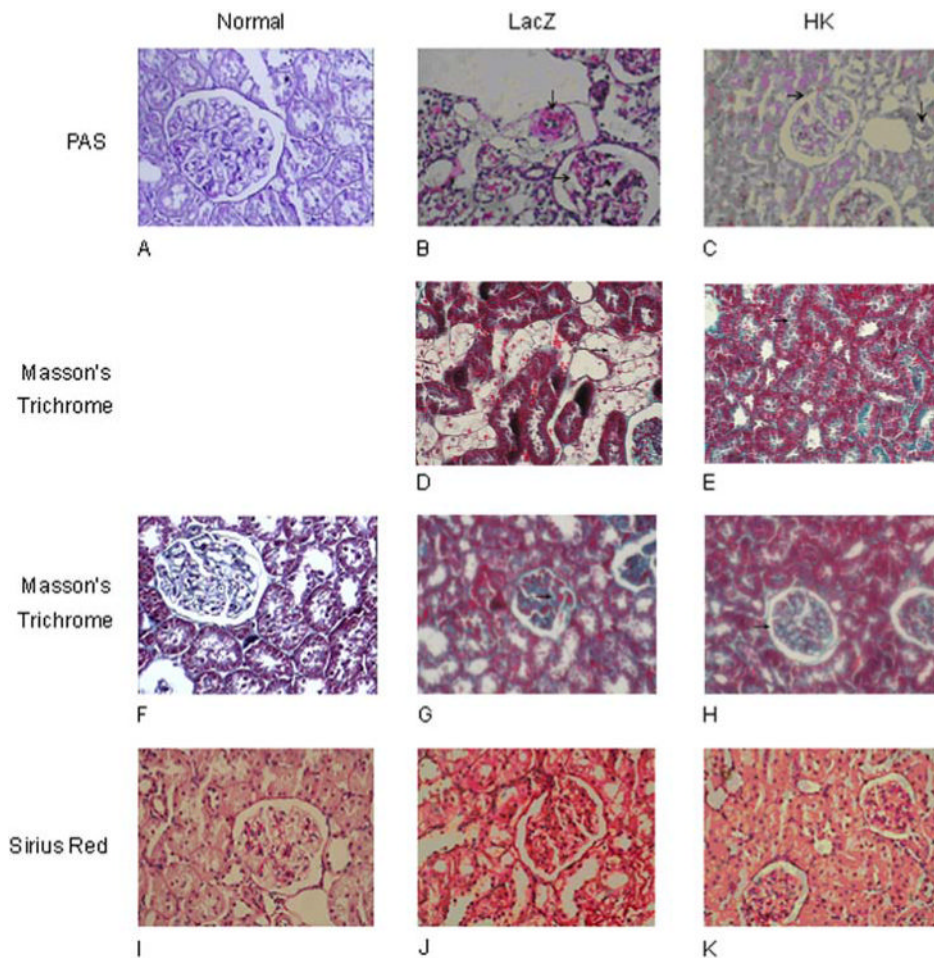 Normal LacZ HK
PAS
A B C
Masson's
Trichrome
D E
Masson's
Trichrome
F G H
Sirius Red
I J K